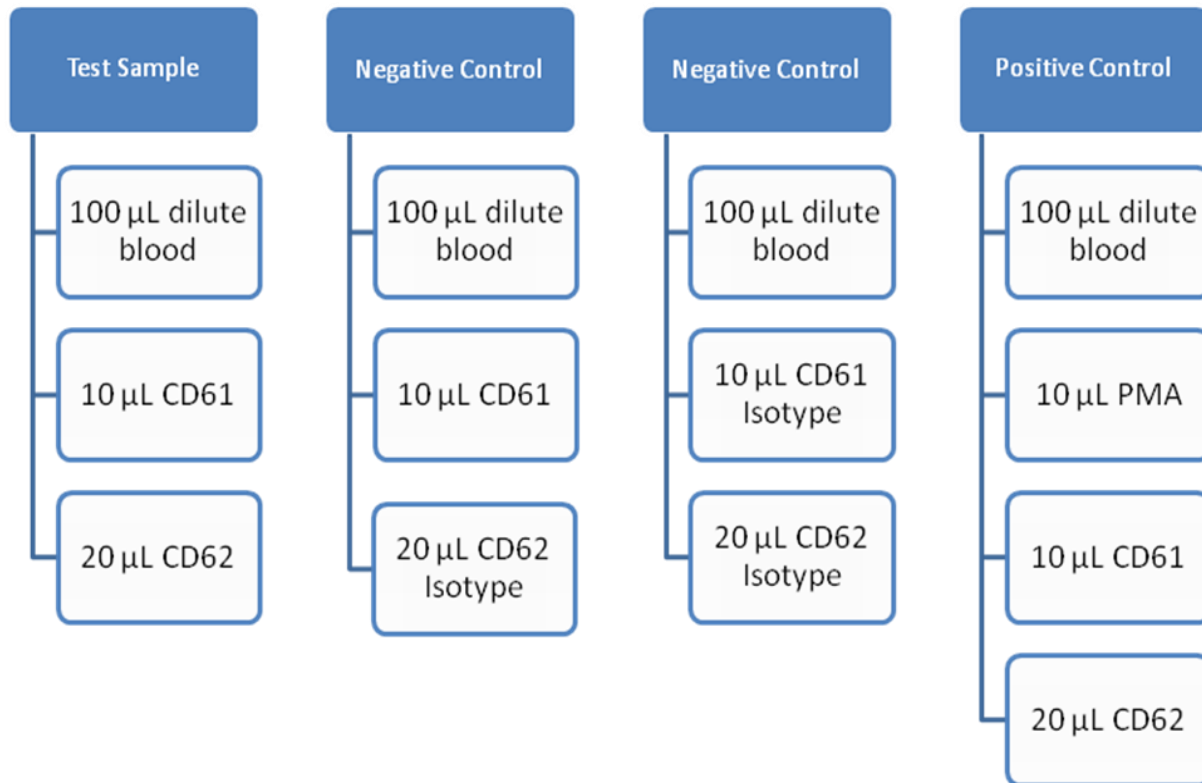 Test Sample
100 µL dilute
blood
10 µL CD61
20 µL CD62
Negative Control
100 µL dilute
blood
10 µL CD61
20 µL CD62
Isotype
Negative Control
100 µL dilute
blood
10 µL CD61
Isotype
20 µL CD62
Isotype
Positive Control
100 µL dilute
blood
10 µL PMA
10 µL CD61
20 µL CD62